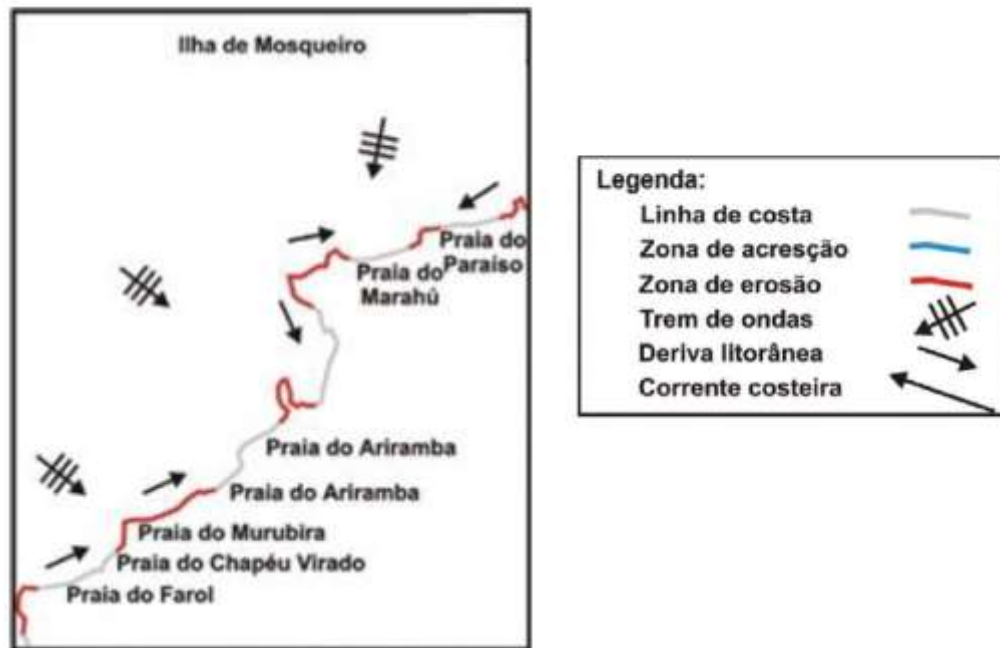 Ilha de Mosqueiro
Praia do
Paraíso
Praia do
Marahú
Praia do Ariramba
Praia do Ariramba
Praia do Murubira
Praia do Chapéu Virado
Praia do Farol
Legenda:
Linha de costa
Zona de acresção
Zona de erosão
Trem de ondas
Deriva litorânea
Corrente costeira